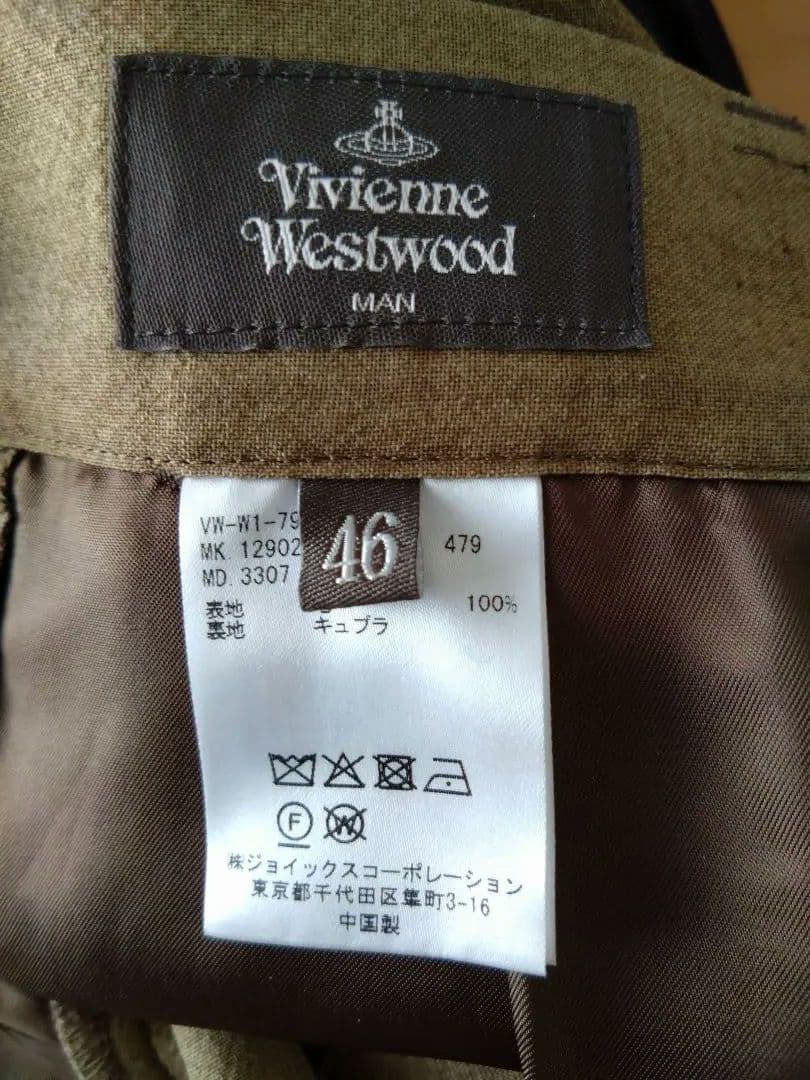 Vivienne
Westwood
MAN
VW-W1-79
MK. 12902
MD. 3307
46
479
表地 100%
裏地 キュプラ
F
W
株ジョイックスコーポレーション
東京都千代田区隼町3-16
中国製